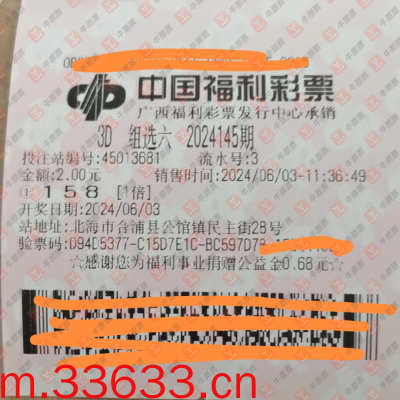 中国福利彩票
广西福利彩票发行中心承销
3D 组选六 2024145期
投注站编号:45013681 流水号:3
金额:2.00元 销售时间:2024/06/03-11:36:49
① 158 [1倍]
开奖日期:2024/06/03
站地址:北海市合浦县公馆镇民主街28号
验票码:D94D5377-C15D7E1C-BC597D78
☆感谢您为福利事业捐赠公益金0.68元☆
m.33633.cn